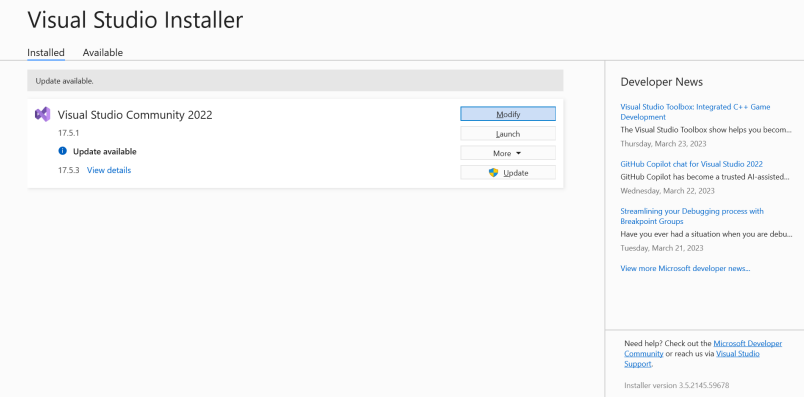 Visual Studio Installer
Installed Available
Update available.
Visual Studio Community 2022
17.5.1
Update available
17.5.3 View details
Modify
Launch
More
Update
Developer News
Visual Studio Toolbox: Integrated C++ Game
Development
The Visual Studio Toolbox show helps you becom...
Thursday, March 23, 2023
GitHub Copilot chat for Visual Studio 2022
GitHub Copilot has become a trusted AI-assisted...
Wednesday, March 22, 2023
Streamlining your Debugging process with
Breakpoint Groups
Have you ever had a situation when you are debu...
Tuesday, March 21, 2023
View more Microsoft developer news...
Need help? Check out the Microsoft Developer
Community or reach us via Visual Studio
Support.
Installer version 3.5.2145.59678